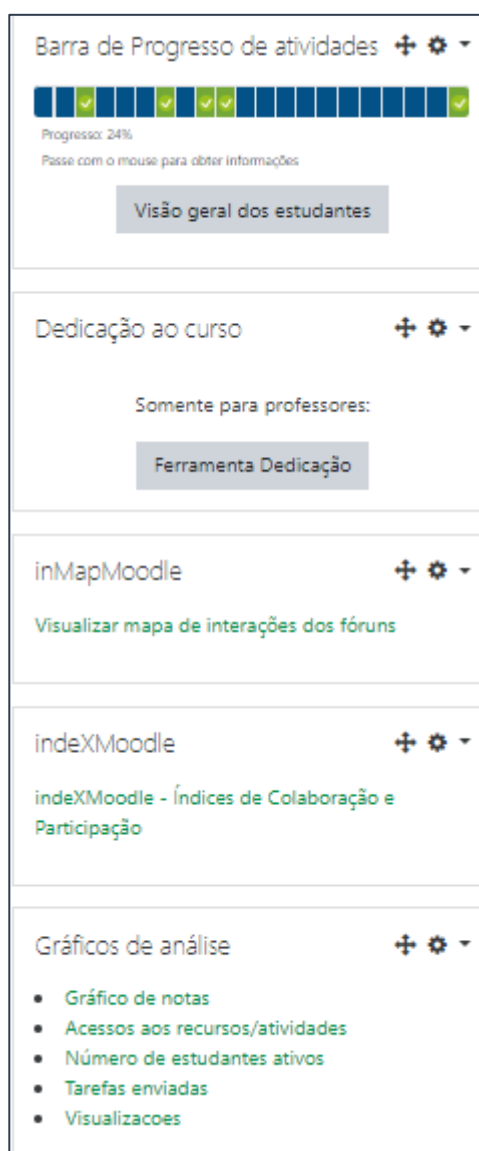 Barra de Progresso de atividades
Progresso: 24%
Passe com o mouse para obter informações
Visão geral dos estudantes
Dedicação ao curso
Somente para professores:
Ferramenta Dedicação
inMapMoodle
Visualizar mapa de interações dos fóruns
indeXMoodle
indeXMoodle - Índices de Colaboração e
Participação
Gráficos de análise
Gráfico de notas
Acessos aos recursos/atividades
Número de estudantes ativos
Tarefas enviadas
Visualizacoes